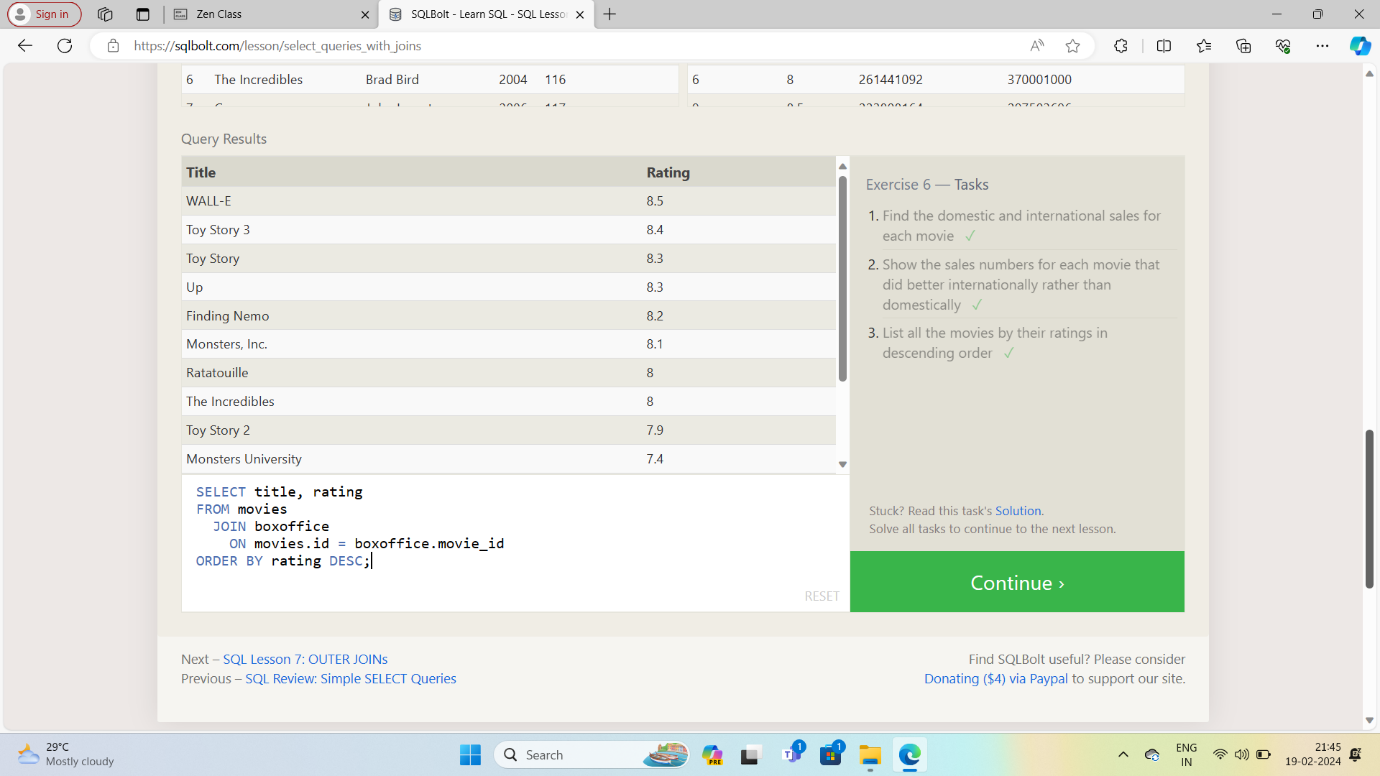 Sign in
Zen Class
SQLBolt - Learn SQL - SQL Lesso
https://sqlbolt.com/lesson/select_queries_with_joins
6 The Incredibles Brad Bird 2004 116
6 8 261441092 370001000
Query Results
Title Rating
WALL-E 8.5
Toy Story 3 8.4
Toy Story 8.3
Up 8.3
Finding Nemo 8.2
Monsters, Inc. 8.1
Ratatouille 8
The Incredibles 8
Toy Story 2 7.9
Monsters University 7.4
SELECT title, rating
FROM movies
JOIN boxoffice
ON movies.id = boxoffice.movie_id
ORDER BY rating DESC;
RESET
Exercise 6 — Tasks
1. Find the domestic and international sales for
each movie ✓
2. Show the sales numbers for each movie that
did better internationally rather than
domestically ✓
3. List all the movies by their ratings in
descending order ✓
Stuck? Read this task's Solution.
Solve all tasks to continue to the next lesson.
Continue ›
Next – SQL Lesson 7: OUTER JOINs
Previous – SQL Review: Simple SELECT Queries
Find SQLBolt useful? Please consider
Donating ($4) via Paypal to support our site.
29°C
Mostly cloudy
Search
PRE
1
1
ENG
IN
21:45
19-02-2024